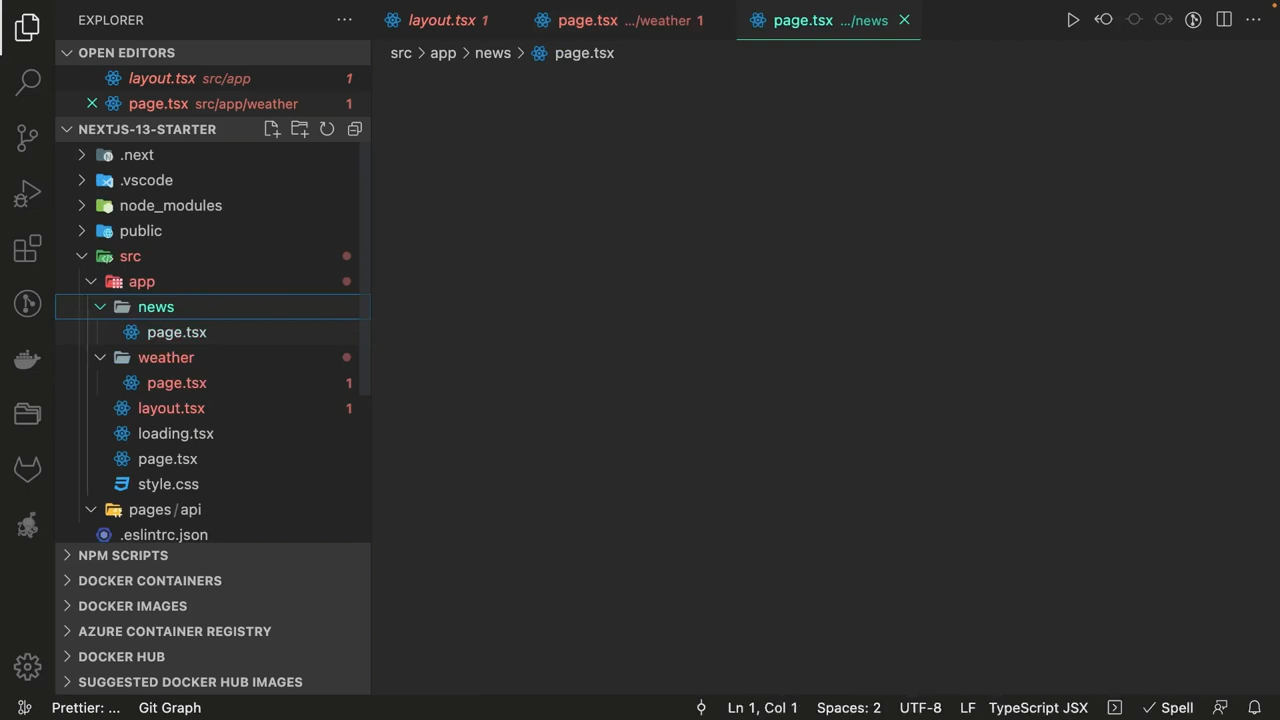 EXPLORER
layout.tsx 1
page.tsx .../weather 1
page.tsx .../news
OPEN EDITORS
src app news page.tsx
layout.tsx src/app 1
page.tsx src/app/weather 1
NEXTJS-13-STARTER
.next
.vscode
node_modules
public
src
app
news
page.tsx
weather
page.tsx 1
layout.tsx 1
loading.tsx
page.tsx
style.css
pages / api
.eslintrc.json
NPM SCRIPTS
DOCKER CONTAINERS
DOCKER IMAGES
AZURE CONTAINER REGISTRY
DOCKER HUB
SUGGESTED DOCKER HUB IMAGES
Prettier: ... Git Graph Ln 1, Col 1 Spaces: 2 UTF-8 LF TypeScript JSX Spell